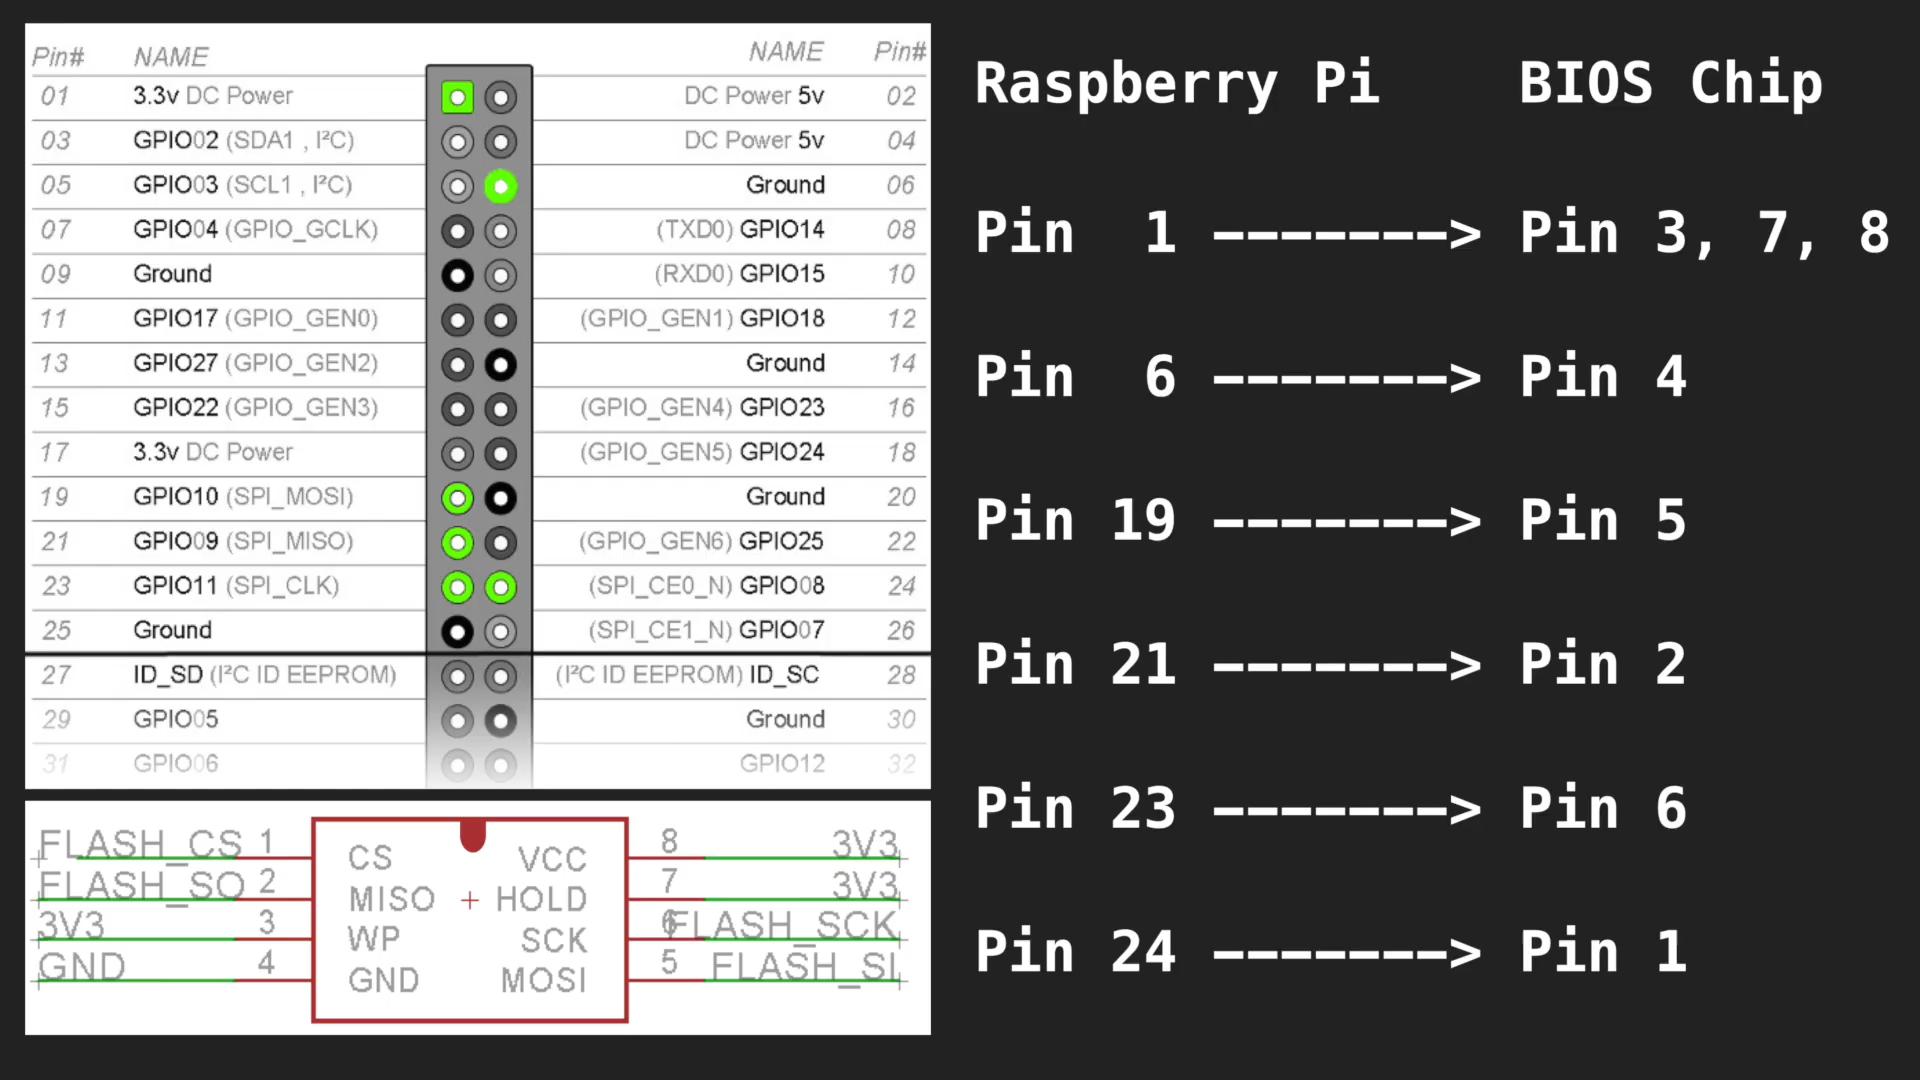 Pin# NAME NAME Pin#
01 3.3v DC Power DC Power 5v 02
03 GPIO02 (SDA1 , I²C) DC Power 5v 04
05 GPIO03 (SCL1 , I²C) Ground 06
07 GPIO04 (GPIO_GCLK) (TXD0) GPIO14 08
09 Ground (RXD0) GPIO15 10
11 GPIO17 (GPIO_GEN0) (GPIO_GEN1) GPIO18 12
13 GPIO27 (GPIO_GEN2) Ground 14
15 GPIO22 (GPIO_GEN3) (GPIO_GEN4) GPIO23 16
17 3.3v DC Power (GPIO_GEN5) GPIO24 18
19 GPIO10 (SPI_MOSI) Ground 20
21 GPIO09 (SPI_MISO) (GPIO_GEN6) GPIO25 22
23 GPIO11 (SPI_CLK) (SPI_CE0_N) GPIO08 24
25 Ground (SPI_CE1_N) GPIO07 26
27 ID_SD (I²C ID EEPROM) (I²C ID EEPROM) ID_SC 28
29 GPIO05 Ground 30
31 GPIO06 GPIO12 32
FLASH_CS 1 CS VCC 8 3V3
FLASH_SO 2 MISO HOLD 7 3V3
3V3 3 WP SCK 6 FLASH_SCK
GND 4 GND MOSI 5 FLASH_SI
Raspberry Pi BIOS Chip
Pin 1 -------> Pin 3, 7, 8
Pin 6 -------> Pin 4
Pin 19 -------> Pin 5
Pin 21 -------> Pin 2
Pin 23 -------> Pin 6
Pin 24 -------> Pin 1